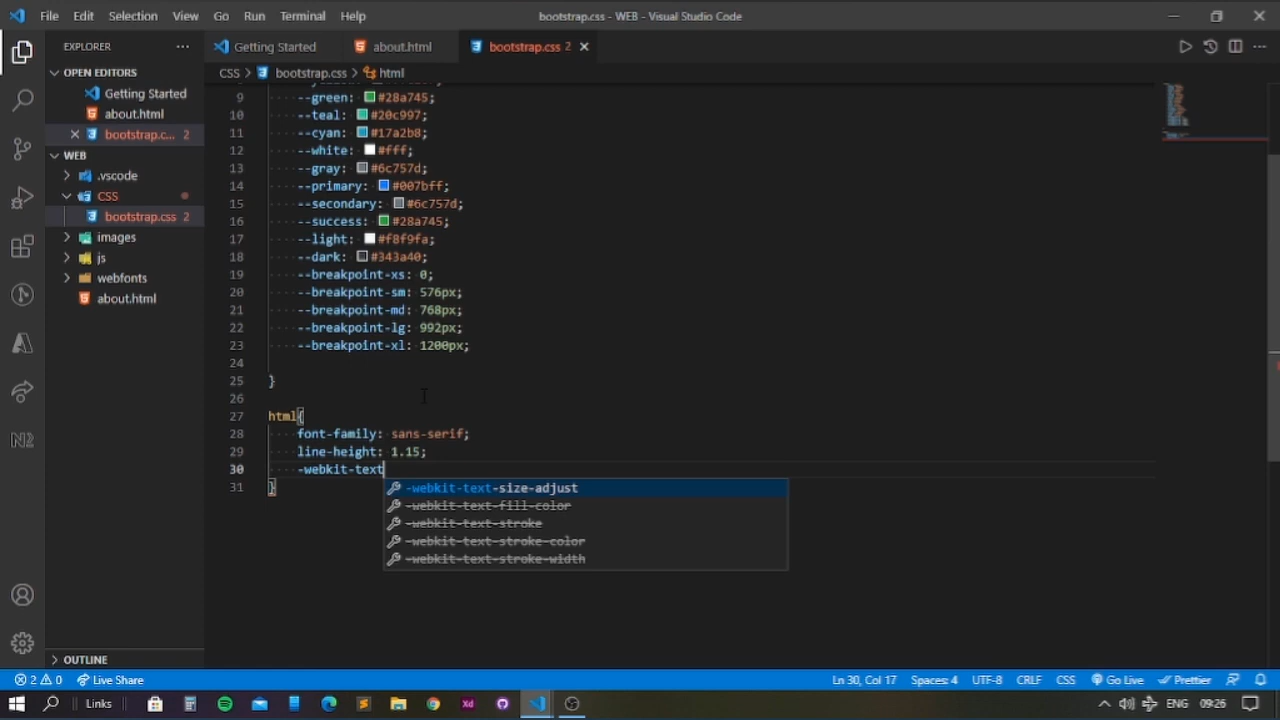 File Edit Selection View Go Run Terminal Help
bootstrap.css - WEB - Visual Studio Code
EXPLORER
Getting Started
about.html
bootstrap.css 2
CSS > bootstrap.css > html
OPEN EDITORS
Getting Started
about.html
bootstrap.c... 2
WEB
.vscode
CSS
bootstrap.css 2
images
js
webfonts
about.html
OUTLINE
9 --green: #28a745;
10 --teal: #20c997;
11 --cyan: #17a2b8;
12 --white: #fff;
13 --gray: #6c757d;
14 --primary: #007bff;
15 --secondary: #6c757d;
16 --success: #28a745;
17 --light: #f8f9fa;
18 --dark: #343a40;
19 --breakpoint-xs: 0;
20 --breakpoint-sm: 576px;
21 --breakpoint-md: 768px;
22 --breakpoint-lg: 992px;
23 --breakpoint-xl: 1200px;
24
25 }
26
27 html{
28 font-family: sans-serif;
29 line-height: 1.15;
30 -webkit-text
31 }
-webkit-text-size-adjust
-webkit-text-fill-color
-webkit-text-stroke
-webkit-text-stroke-color
-webkit-text-stroke-width
2 0 Live Share
Ln 30, Col 17 Spaces: 4 UTF-8 CRLF CSS Go Live Prettier
Links
Xd
ENG 09:26